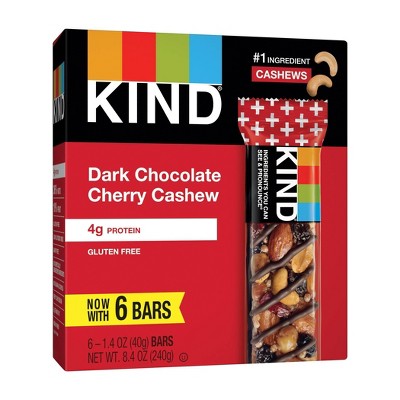 #1 INGREDIENT
CASHEWS
KIND®
Dark Chocolate
Cherry Cashew
4g PROTEIN
GLUTEN FREE
NOW
WITH 6 BARS
6–1.4 OZ (40g) BARS
NET WT. 8.4 OZ (240g)
KIND
INGREDIENTS YOU CAN
SEE & PRONOUNCE®